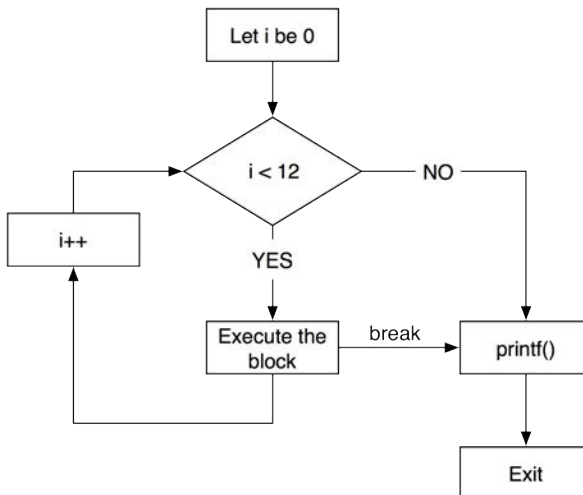 Let i be 0
i < 12
NO
i++
YES
Execute the
block
break
printf()
Exit